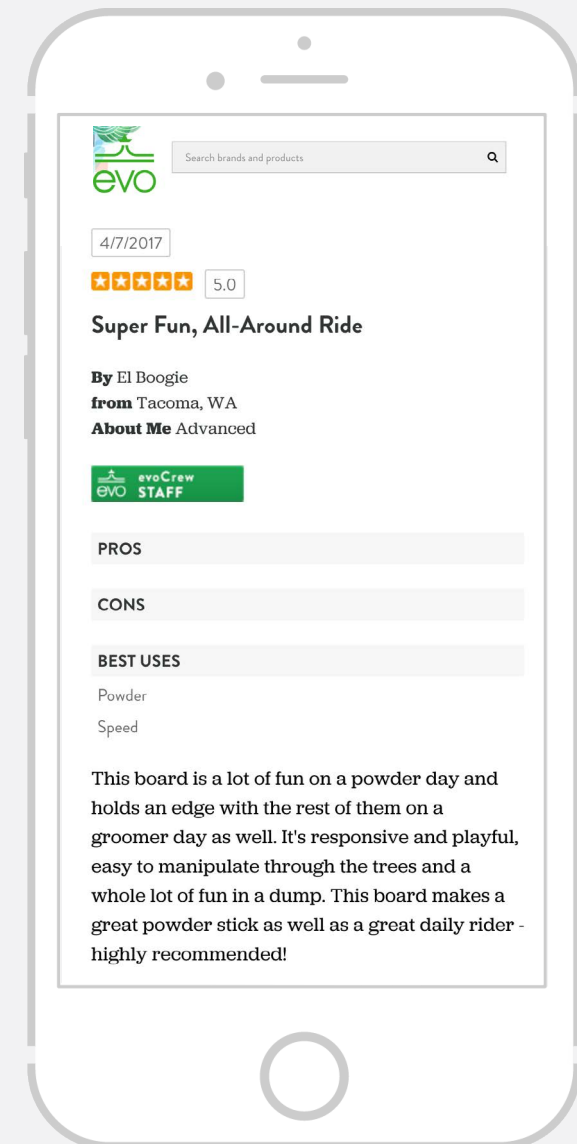 evo
Search brands and products
4/7/2017
5.0
Super Fun, All-Around Ride
By El Boogie
from Tacoma, WA
About Me Advanced
evo evoCrew
STAFF
PROS
CONS
BEST USES
Powder
Speed
This board is a lot of fun on a powder day and
holds an edge with the rest of them on a
groomer day as well. It's responsive and playful,
easy to manipulate through the trees and a
whole lot of fun in a dump. This board makes a
great powder stick as well as a great daily rider -
highly recommended!